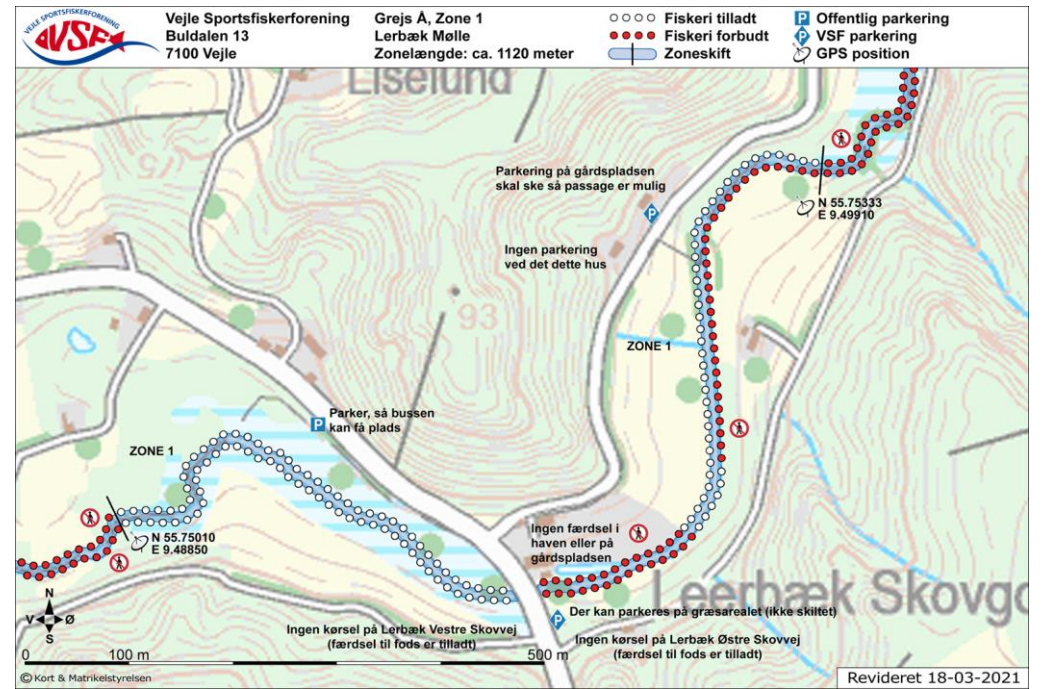 VEJLE SPORTSFISKERFORENING
VSF
Vejle Sportsfiskerforening
Buldalen 13
7100 Vejle
Grejs Å, Zone 1
Lerbæk Mølle
Zonelængde: ca. 1120 meter
Fiskeri tilladt
Fiskeri forbudt
Zoneskift
P Offentlig parkering
P VSF parkering
GPS position
Liselund
Parkering på gårdspladsen
skal ske så passage er mulig
P
N 55.75333
E 9.49910
Ingen parkering
ved det dette hus
93
ZONE 1
P
Parker, så bussen
kan få plads
ZONE 1
N 55.75010
E 9.48850
Ingen færdsel i
haven eller på
gårdspladsen
Leerbæk Skovgo
N
V Ø
S
P
Der kan parkeres på græsarealet (ikke skiltet)
Ingen kørsel på Lerbæk Vestre Skovvej
(færdsel til fods er tilladt)
Ingen kørsel på Lerbæk Østre Skovvej
(færdsel til fods er tilladt)
0 100 m 500 m
© Kort & Matrikelstyrelsen
Revideret 18-03-2021